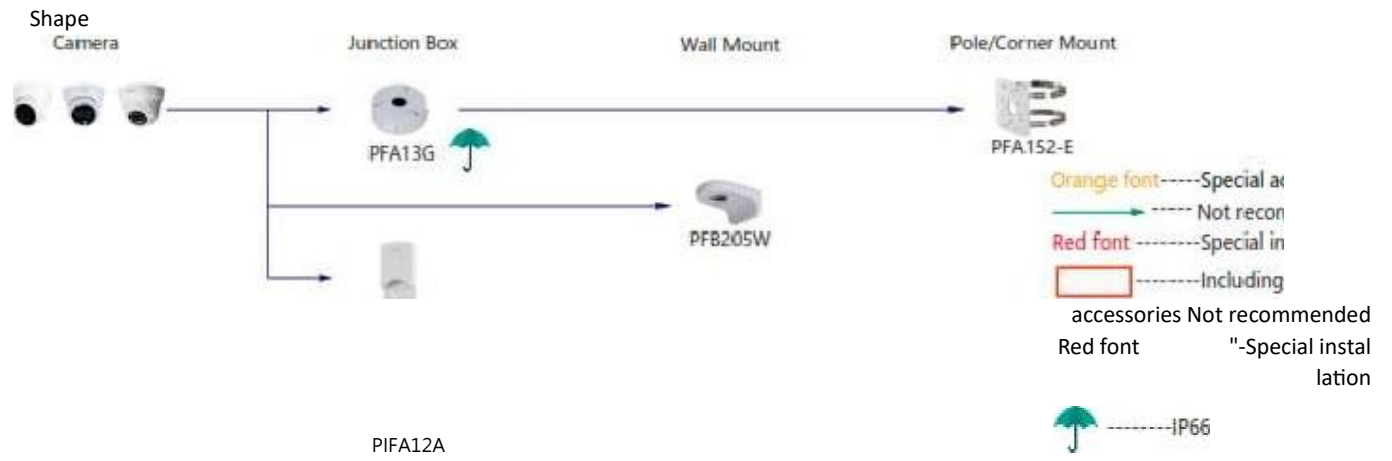 Shape
Camera Junction Box Wall Mount Pole/Corner Mount
PFA13G
PFA152-E
Orange font-----Special ac
----- Not recon
PFB205W
Red font --------Special in
--------Including
accessories Not recommended
Red font "-Special instal
lation
--------IP66
PIFA12A